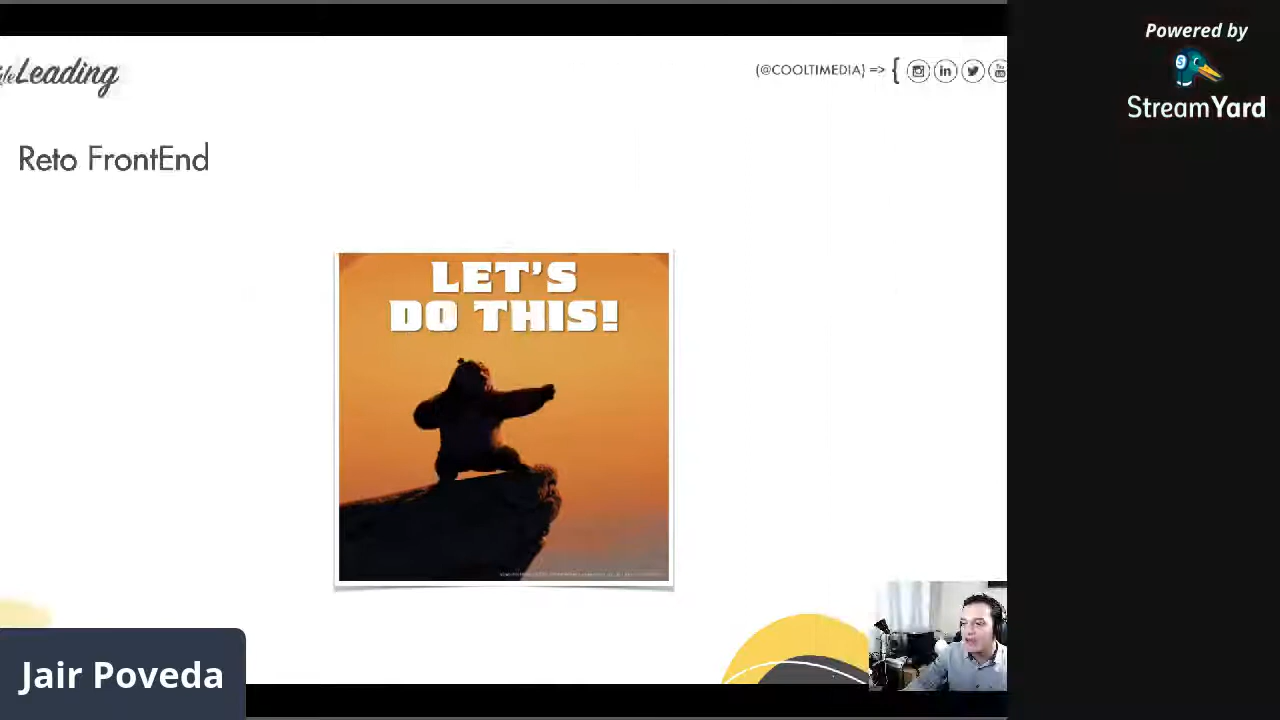 Powered by
StreamYard
Leading
(@COOLTIMEDIA) => {
Reto FrontEnd
LET'S
DO THIS!
Jair Poveda